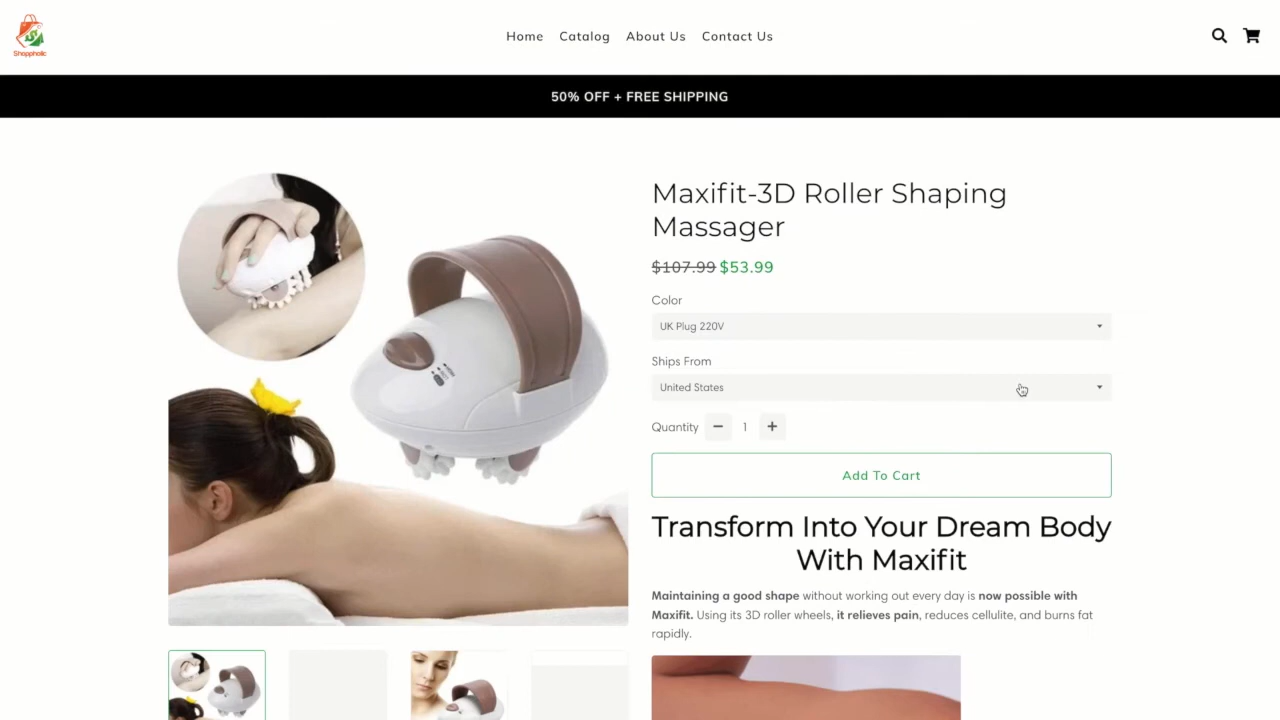 Shoppholic
Home Catalog About Us Contact Us
50% OFF + FREE SHIPPING
Maxifit-3D Roller Shaping
Massager
$107.99 $53.99
Color
UK Plug 220V
Ships From
United States
Quantity − 1 +
Add To Cart
Transform Into Your Dream Body
With Maxifit
Maintaining a good shape without working out every day is now possible with
Maxifit. Using its 3D roller wheels, it relieves pain, reduces cellulite, and burns fat
rapidly.